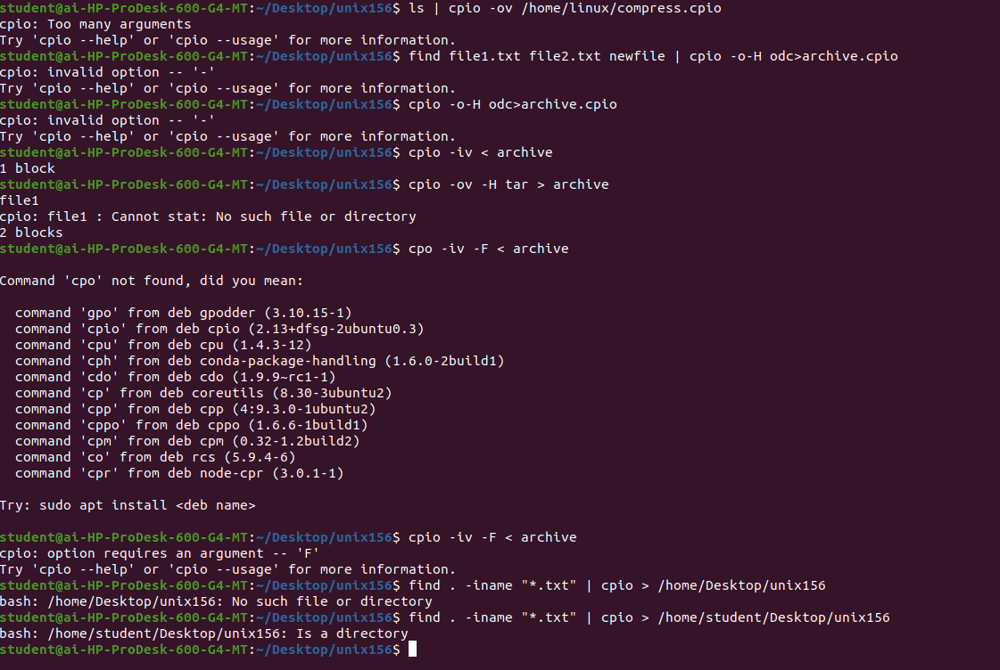 student@ai-HP-ProDesk-600-G4-MT:~/Desktop/unix156$ ls | cpio -ov /home/linux/compress.cpio
cpio: Too many arguments
Try 'cpio --help' or 'cpio --usage' for more information.
student@ai-HP-ProDesk-600-G4-MT:~/Desktop/unix156$ find file1.txt file2.txt newfile | cpio -o-H odc>archive.cpio
cpio: invalid option -- '-'
Try 'cpio --help' or 'cpio --usage' for more information.
student@ai-HP-ProDesk-600-G4-MT:~/Desktop/unix156$ cpio -o-H odc>archive.cpio
cpio: invalid option -- '-'
Try 'cpio --help' or 'cpio --usage' for more information.
student@ai-HP-ProDesk-600-G4-MT:~/Desktop/unix156$ cpio -iv < archive
1 block
student@ai-HP-ProDesk-600-G4-MT:~/Desktop/unix156$ cpio -ov -H tar > archive
file1
cpio: file1 : Cannot stat: No such file or directory
2 blocks
student@ai-HP-ProDesk-600-G4-MT:~/Desktop/unix156$ cpo -iv -F < archive

Command 'cpo' not found, did you mean:

  command 'gpo' from deb gpodder (3.10.15-1)
  command 'cpio' from deb cpio (2.13+dfsg-2ubuntu0.3)
  command 'cpu' from deb cpu (1.4.3-12)
  command 'cph' from deb conda-package-handling (1.6.0-2build1)
  command 'cdo' from deb cdo (1.9.9~rc1-1)
  command 'cp' from deb coreutils (8.30-3ubuntu2)
  command 'cpp' from deb cpp (4:9.3.0-1ubuntu2)
  command 'cppo' from deb cppo (1.6.6-1build1)
  command 'cpm' from deb cpm (0.32-1.2build2)
  command 'co' from deb rcs (5.9.4-6)
  command 'cpr' from deb node-cpr (3.0.1-1)

Try: sudo apt install <deb name>

student@ai-HP-ProDesk-600-G4-MT:~/Desktop/unix156$ cpio -iv -F < archive
cpio: option requires an argument -- 'F'
Try 'cpio --help' or 'cpio --usage' for more information.
student@ai-HP-ProDesk-600-G4-MT:~/Desktop/unix156$ find . -iname "*.txt" | cpio > /home/Desktop/unix156
bash: /home/Desktop/unix156: No such file or directory
student@ai-HP-ProDesk-600-G4-MT:~/Desktop/unix156$ find . -iname "*.txt" | cpio > /home/student/Desktop/unix156
bash: /home/student/Desktop/unix156: Is a directory
student@ai-HP-ProDesk-600-G4-MT:~/Desktop/unix156$